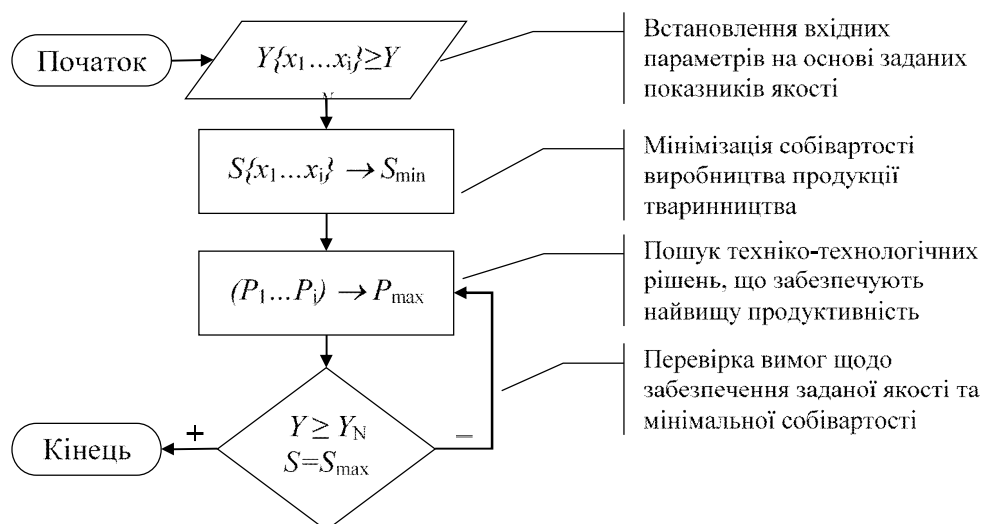 Початок
Y{x₁...xᵢ}≥Y
Встановлення вхідних
параметрів на основі заданих
показників якості
S{x₁...xᵢ} → Sₘᵢₙ
Мінімізація собівартості
виробництва продукції
тваринництва
(P₁...Pᵢ) → Pₘₐₓ
Пошук техніко-технологічних
рішень, що забезпечують
найвищу продуктивність
Перевірка вимог щодо
забезпечення заданої якості та
мінімальної собівартості
Y ≥ Y_N
S=Sₘₐₓ
+
–
Кінець